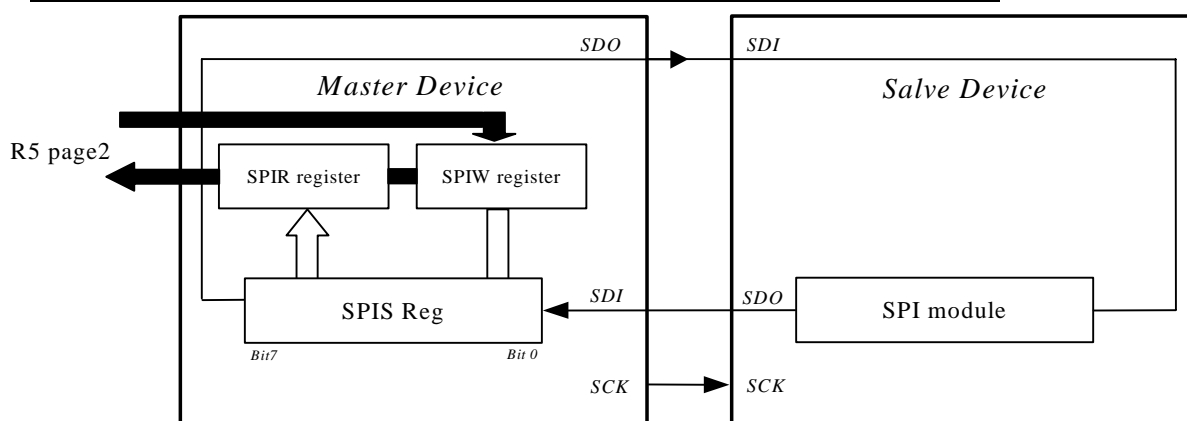 SDO
SDI
Master Device
Salve Device
R5 page2
SPIR register
SPIW register
SPIS Reg
SDI
SDO
SPI module
Bit7
Bit 0
SCK
SCK